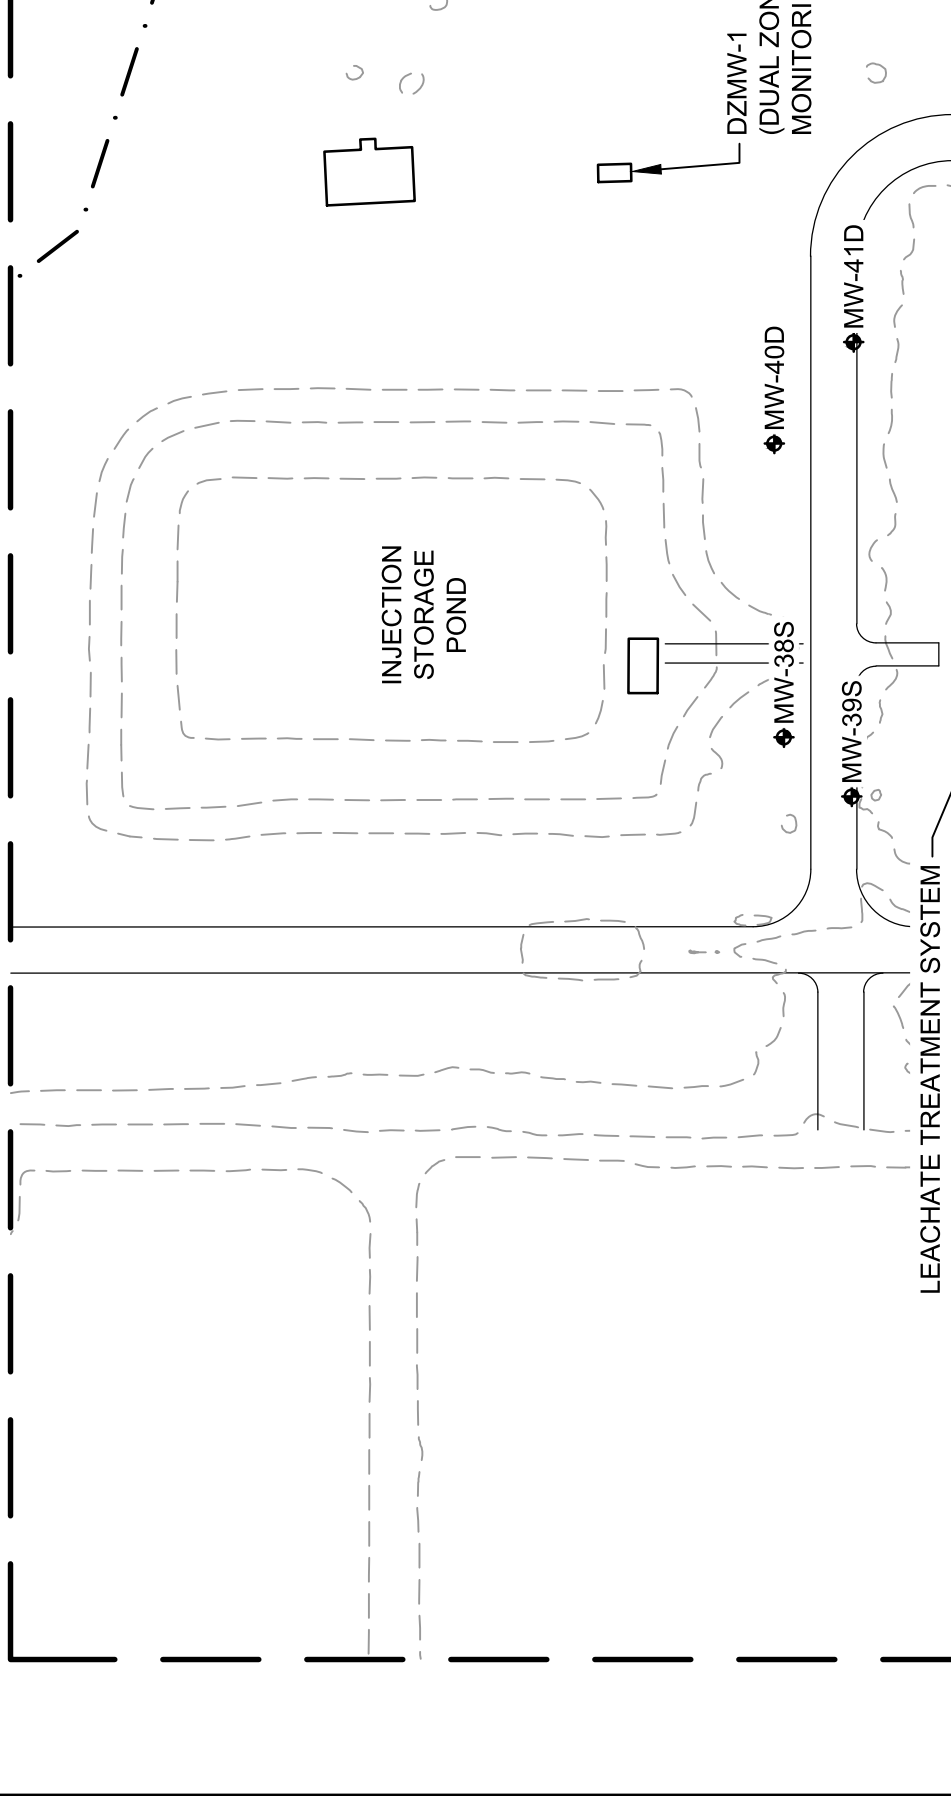 DZMW-1
(DUAL ZON
MONITORI
MW-41D
MW-40D
INJECTION
STORAGE
POND
MW-38S
MW-39S
LEACHATE TREATMENT SYSTEM